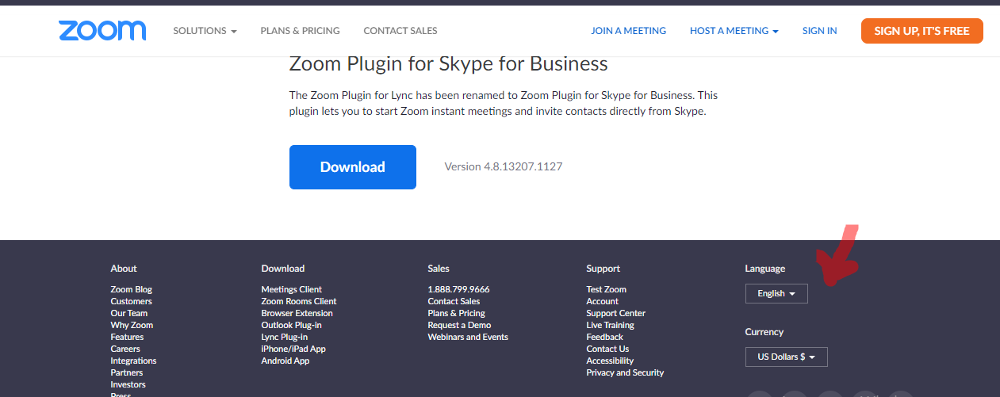 zoom
SOLUTIONS
PLANS & PRICING
CONTACT SALES
JOIN A MEETING
HOST A MEETING
SIGN IN
SIGN UP, IT'S FREE
Zoom Plugin for Skype for Business
The Zoom Plugin for Lync has been renamed to Zoom Plugin for Skype for Business. This
plugin lets you to start Zoom instant meetings and invite contacts directly from Skype.
Download
Version 4.8.13207.1127
About
Zoom Blog
Customers
Our Team
Why Zoom
Features
Careers
Integrations
Partners
Investors
Press
Download
Meetings Client
Zoom Rooms Client
Browser Extension
Outlook Plug-in
Lync Plug-in
iPhone/iPad App
Android App
Sales
1.888.799.9666
Contact Sales
Plans & Pricing
Request a Demo
Webinars and Events
Support
Test Zoom
Account
Support Center
Live Training
Feedback
Contact Us
Accessibility
Privacy and Security
Language
English
Currency
US Dollars $